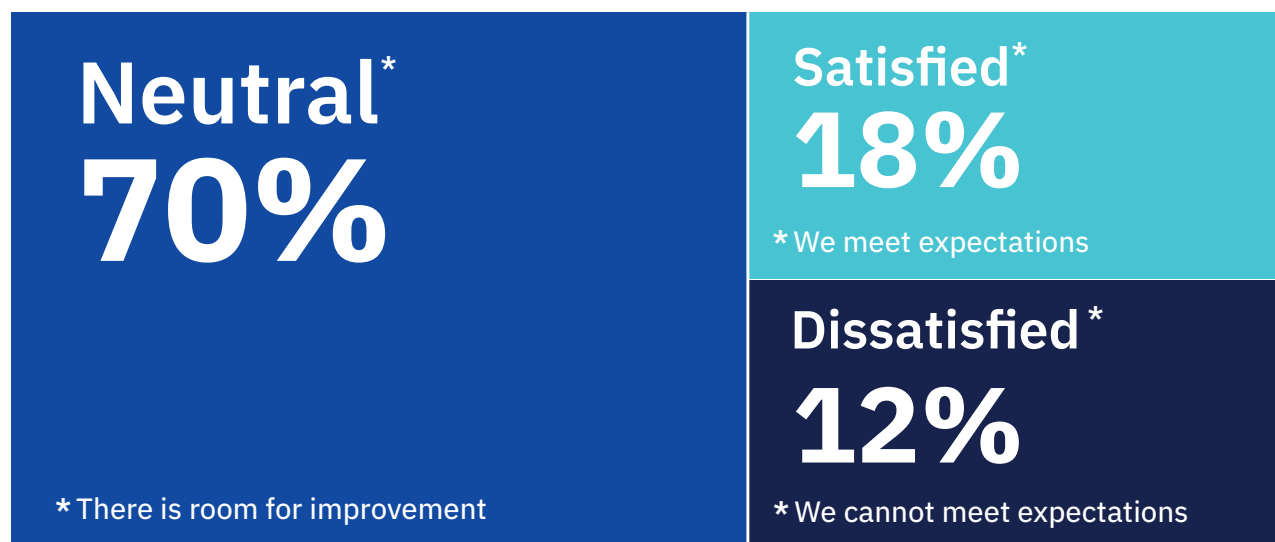 Neutral*
70%
* There is room for improvement
Satisfied*
18%
* We meet expectations
Dissatisfied *
12%
* We cannot meet expectations